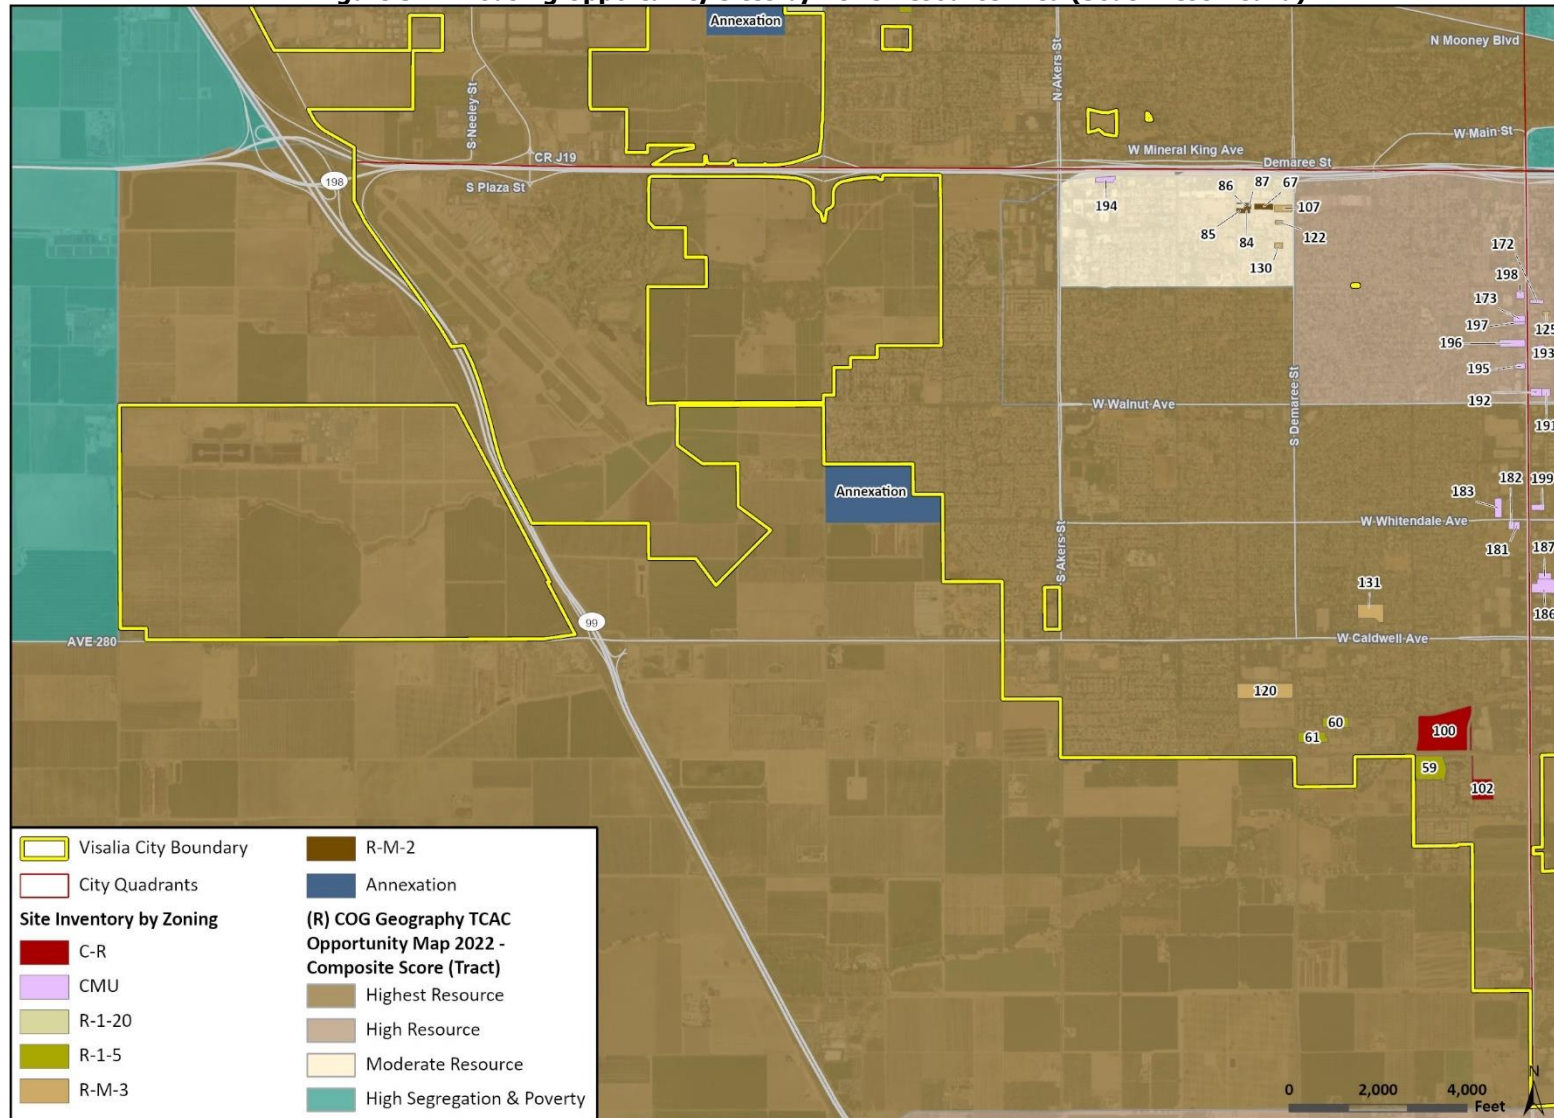 Annexation
N Mooney Blvd
S Neeley St
N Akers St
W Main St
CR J19
W Mineral King Ave
Demaree St
198
S Plaza St
194
86
87
67
107
85
84
122
130
172
198
173
197
125
196
193
195
W Walnut Ave
192
191
S Demaree St
Annexation
182
199
183
W Whitendale Ave
181
S Akers St
187
131
186
99
AVE 280
W Caldwell Ave
120
60
61
100
59
102
Visalia City Boundary
City Quadrants
Site Inventory by Zoning
C-R
CMU
R-1-20
R-1-5
R-M-3
R-M-2
Annexation
(R) COG Geography TCAC
Opportunity Map 2022 -
Composite Score (Tract)
Highest Resource
High Resource
Moderate Resource
High Segregation & Poverty
N
0 2,000 4,000
Feet